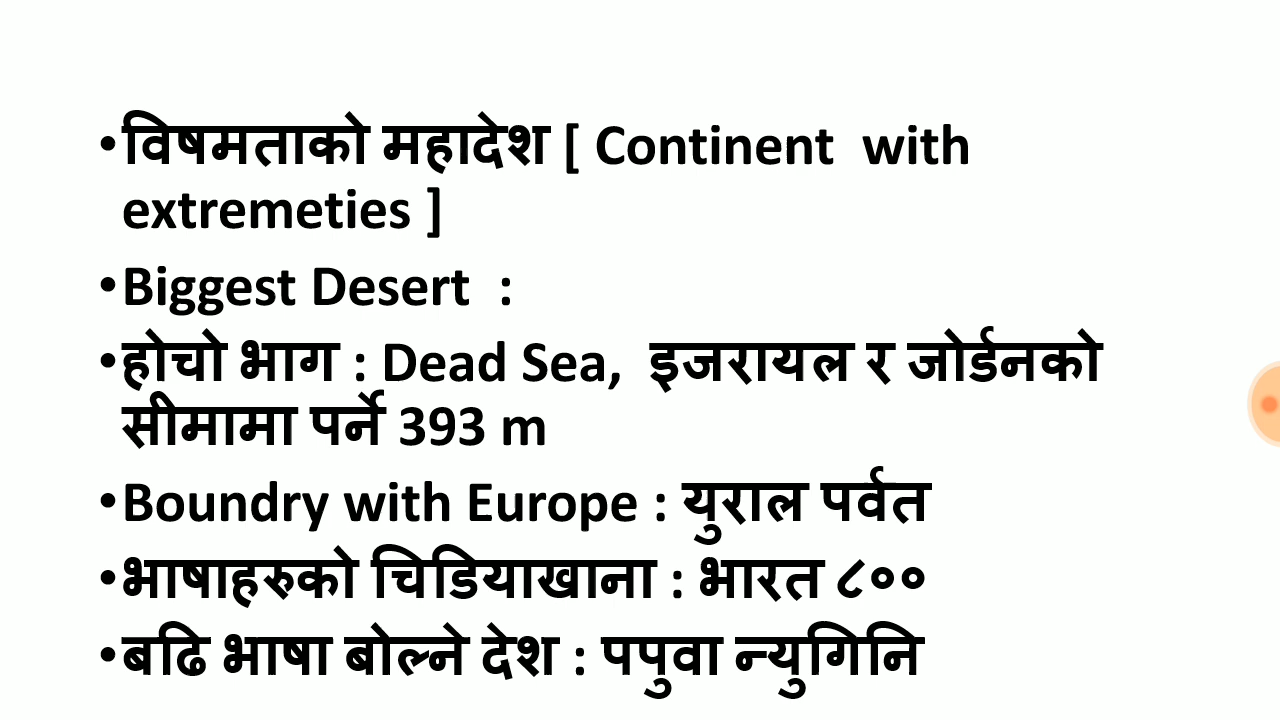 •विषमताको महादेश [ Continent  with
extremeties ]
•Biggest Desert  :
•होचो भाग : Dead Sea,  इजरायल र जोर्डनको
सीमामा पर्ने 393 m
•Boundry with Europe : युराल पर्वत
•भाषाहरुको चिडियाखाना : भारत ८००
•बढि भाषा बोल्ने देश : पपुवा न्युगिनि